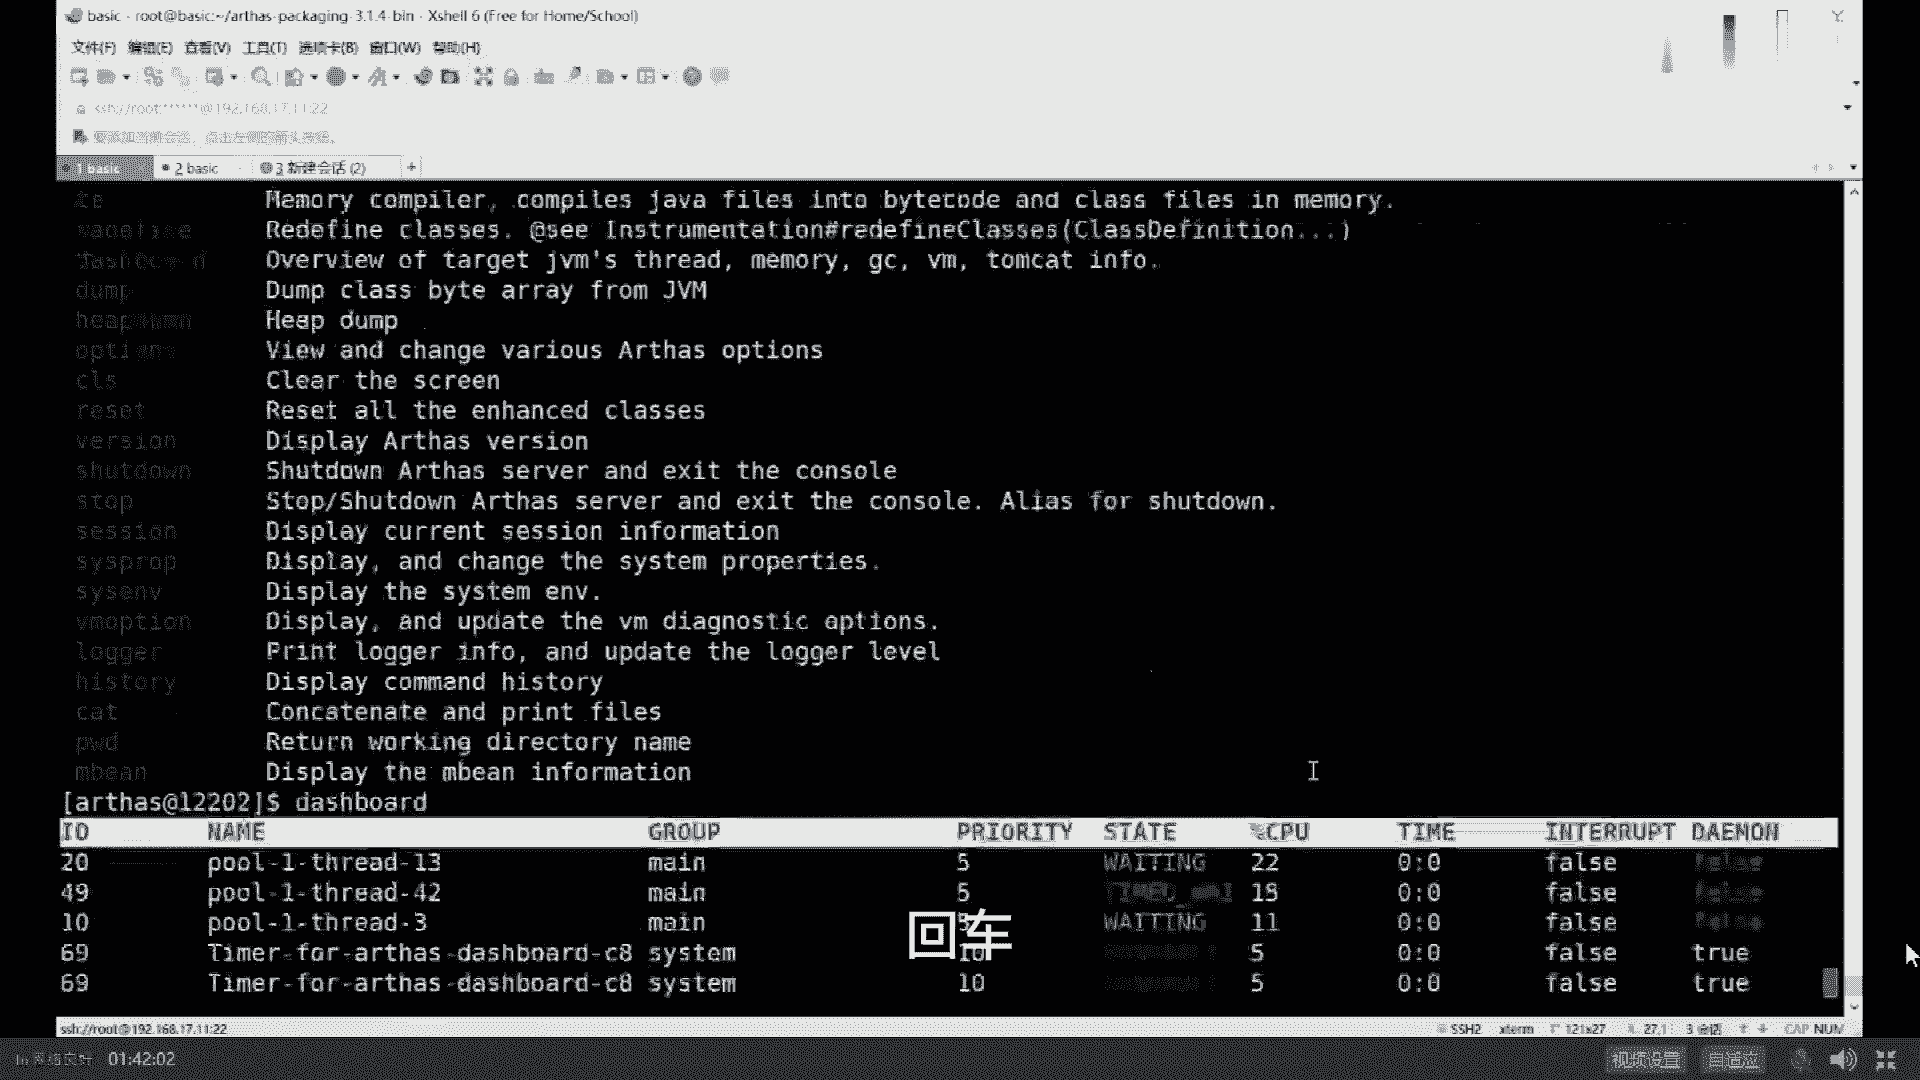 basic - root@basic:~/arthas-packaging-3.1.4-bin - Xshell 6 (Free for Home/School)
文件(F) 编辑(E) 查看(V) 工具(T) 选项卡(B) 窗口(W) 帮助(H)
ssh://root:******@192.168.17.11:22
要添加当前会话，点击左侧的箭头按钮。
1 basic 2 basic 3 新建会话 (2) +
Memory compiler, compiles java files into bytecode and class files in memory.
Redefine classes. @see Instrumentation#redefineClasses(ClassDefinition...)
dashboard Overview of target jvm's thread, memory, gc, vm, tomcat info.
dump Dump class byte array from JVM
heapdump Heap dump
options View and change various Arthas options
cls Clear the screen
reset Reset all the enhanced classes
version Display Arthas version
shutdown Shutdown Arthas server and exit the console
stop Stop/Shutdown Arthas server and exit the console. Alias for shutdown.
session Display current session information
sysprop Display, and change the system properties.
sysenv Display the system env.
vmoption Display, and update the vm diagnostic options.
logger Print logger info, and update the logger level
history Display command history
cat Concatenate and print files
pwd Return working directory name
mbean Display the mbean information
[arthas@12202]$ dashboard
ID NAME GROUP PRIORITY STATE %CPU TIME INTERRUPT DAEMON
20 pool-1-thread-13 main 5 WAITING 22 0:0 false false
49 pool-1-thread-42 main 5 0:0 false false
10 pool-1-thread-3 main WAITING 11 0:0 false false
回车
69 Timer-for-arthas-dashboard-c8 system 10 5 0:0 false true
69 Timer-for-arthas-dashboard-c8 system 10 5 0:0 false true
ssh://root@192.168.17.11:22 SSH2 xterm 121x27 27,1 3 会话 CAP NUM
01:42:02 视频设置 自适应